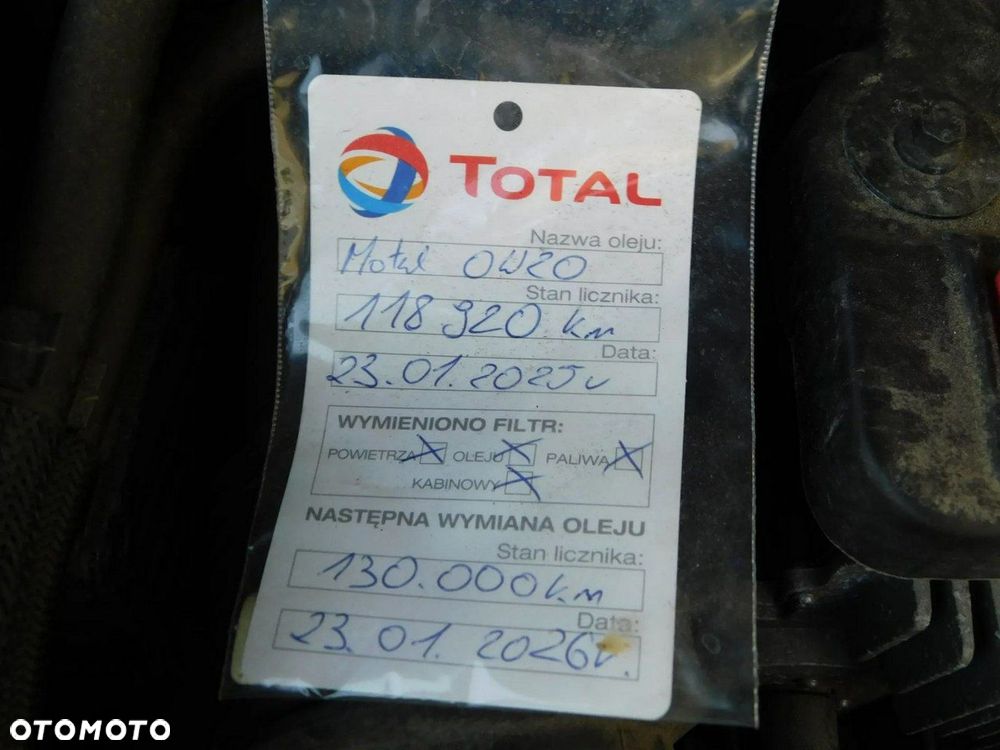 TOTAL
Nazwa oleju:
Motul 0W20
Stan licznika:
118 920 km
Data:
23.01.2025r
WYMIENIONO FILTR:
POWIETRZA OLEJU PALIWA
KABINOWY
NASTĘPNA WYMIANA OLEJU
Stan licznika:
130.000km
Data:
23.01.2026r.
OTOMOTO